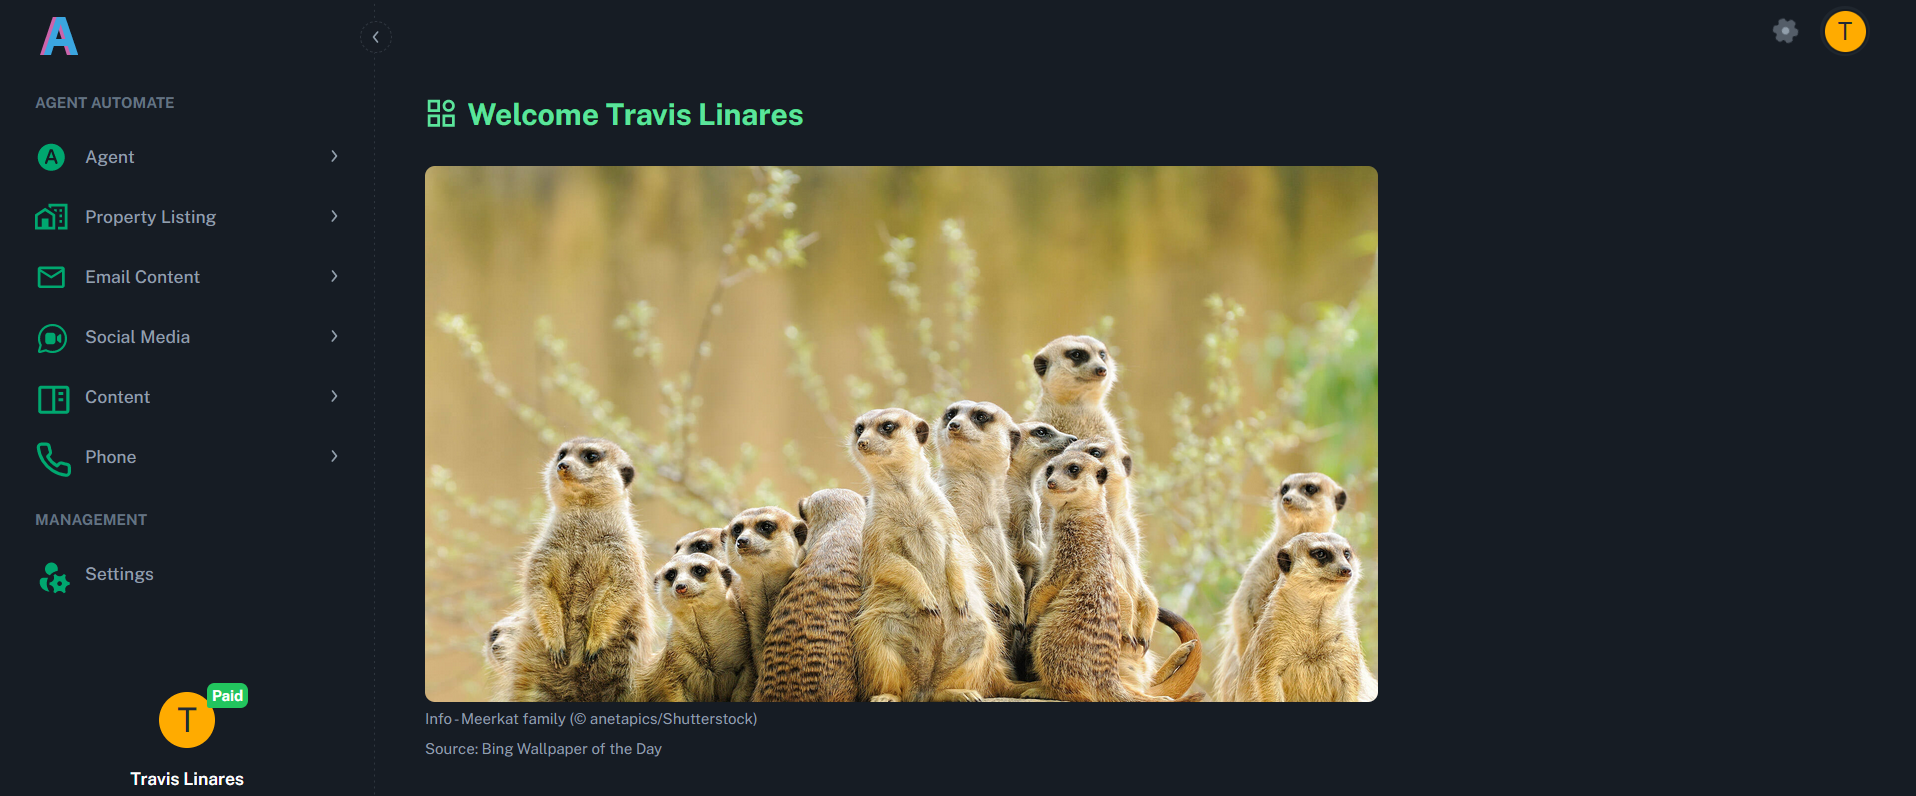 A
AGENT AUTOMATE
A
Agent
Property Listing
Email Content
Social Media
Content
Phone
MANAGEMENT
Settings
T
Paid
Travis Linares
T
Welcome Travis Linares
Info - Meerkat family (© anetapics/Shutterstock)
Source: Bing Wallpaper of the Day